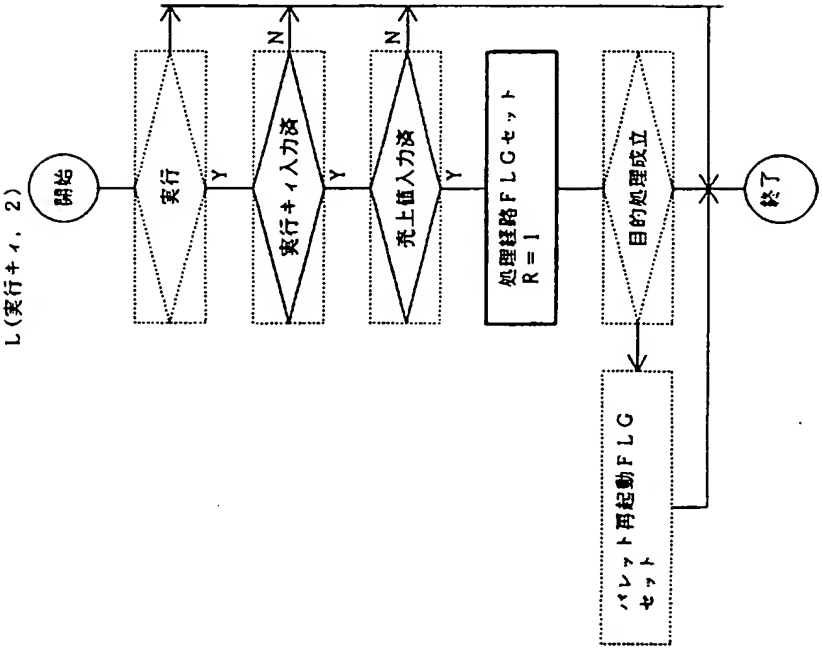 L(実行キィ, 2)
開始
実行
Y
実行キィ入力済
N
Y
売上値入力済
N
Y
処理経路FLGセット
R=1
目的処理成立
パレット再起動FLG
セット
終了